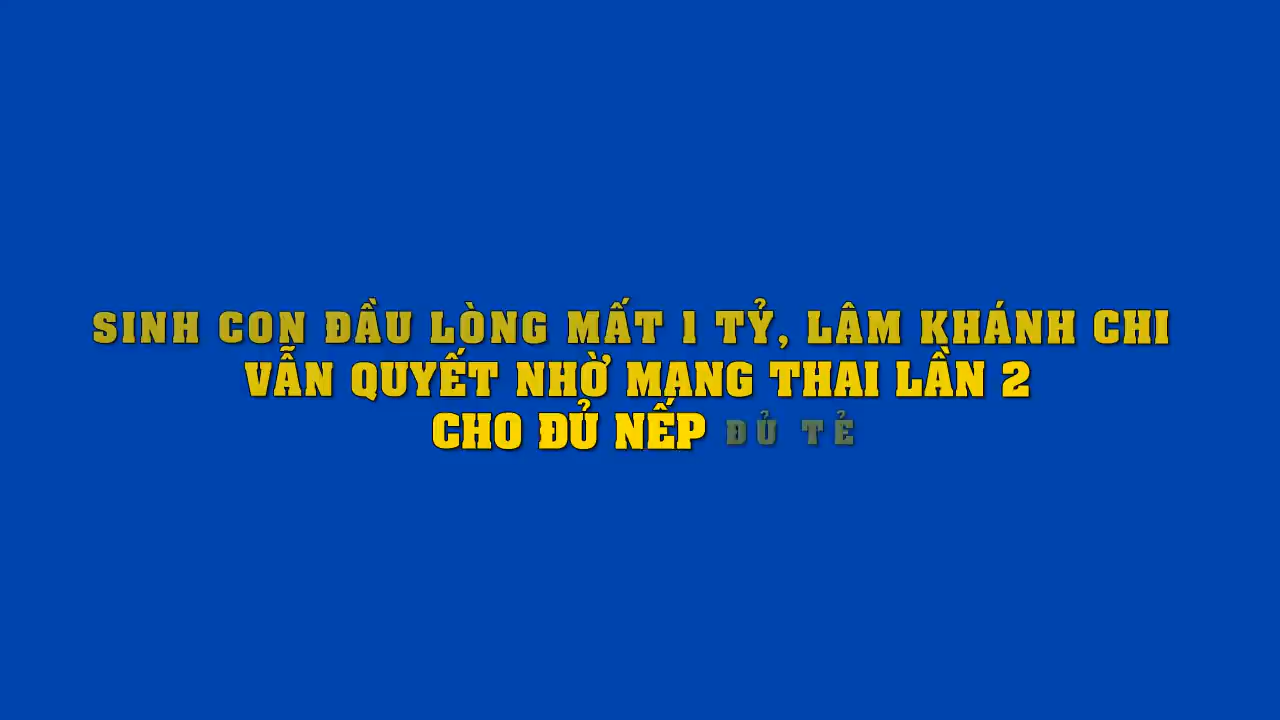 SINH CON ĐẦU LÒNG MẤT 1 TỶ, LÂM KHÁNH CHI
VẪN QUYẾT NHỜ MANG THAI LẦN 2
CHO ĐỦ NẾP ĐỦ TẺ